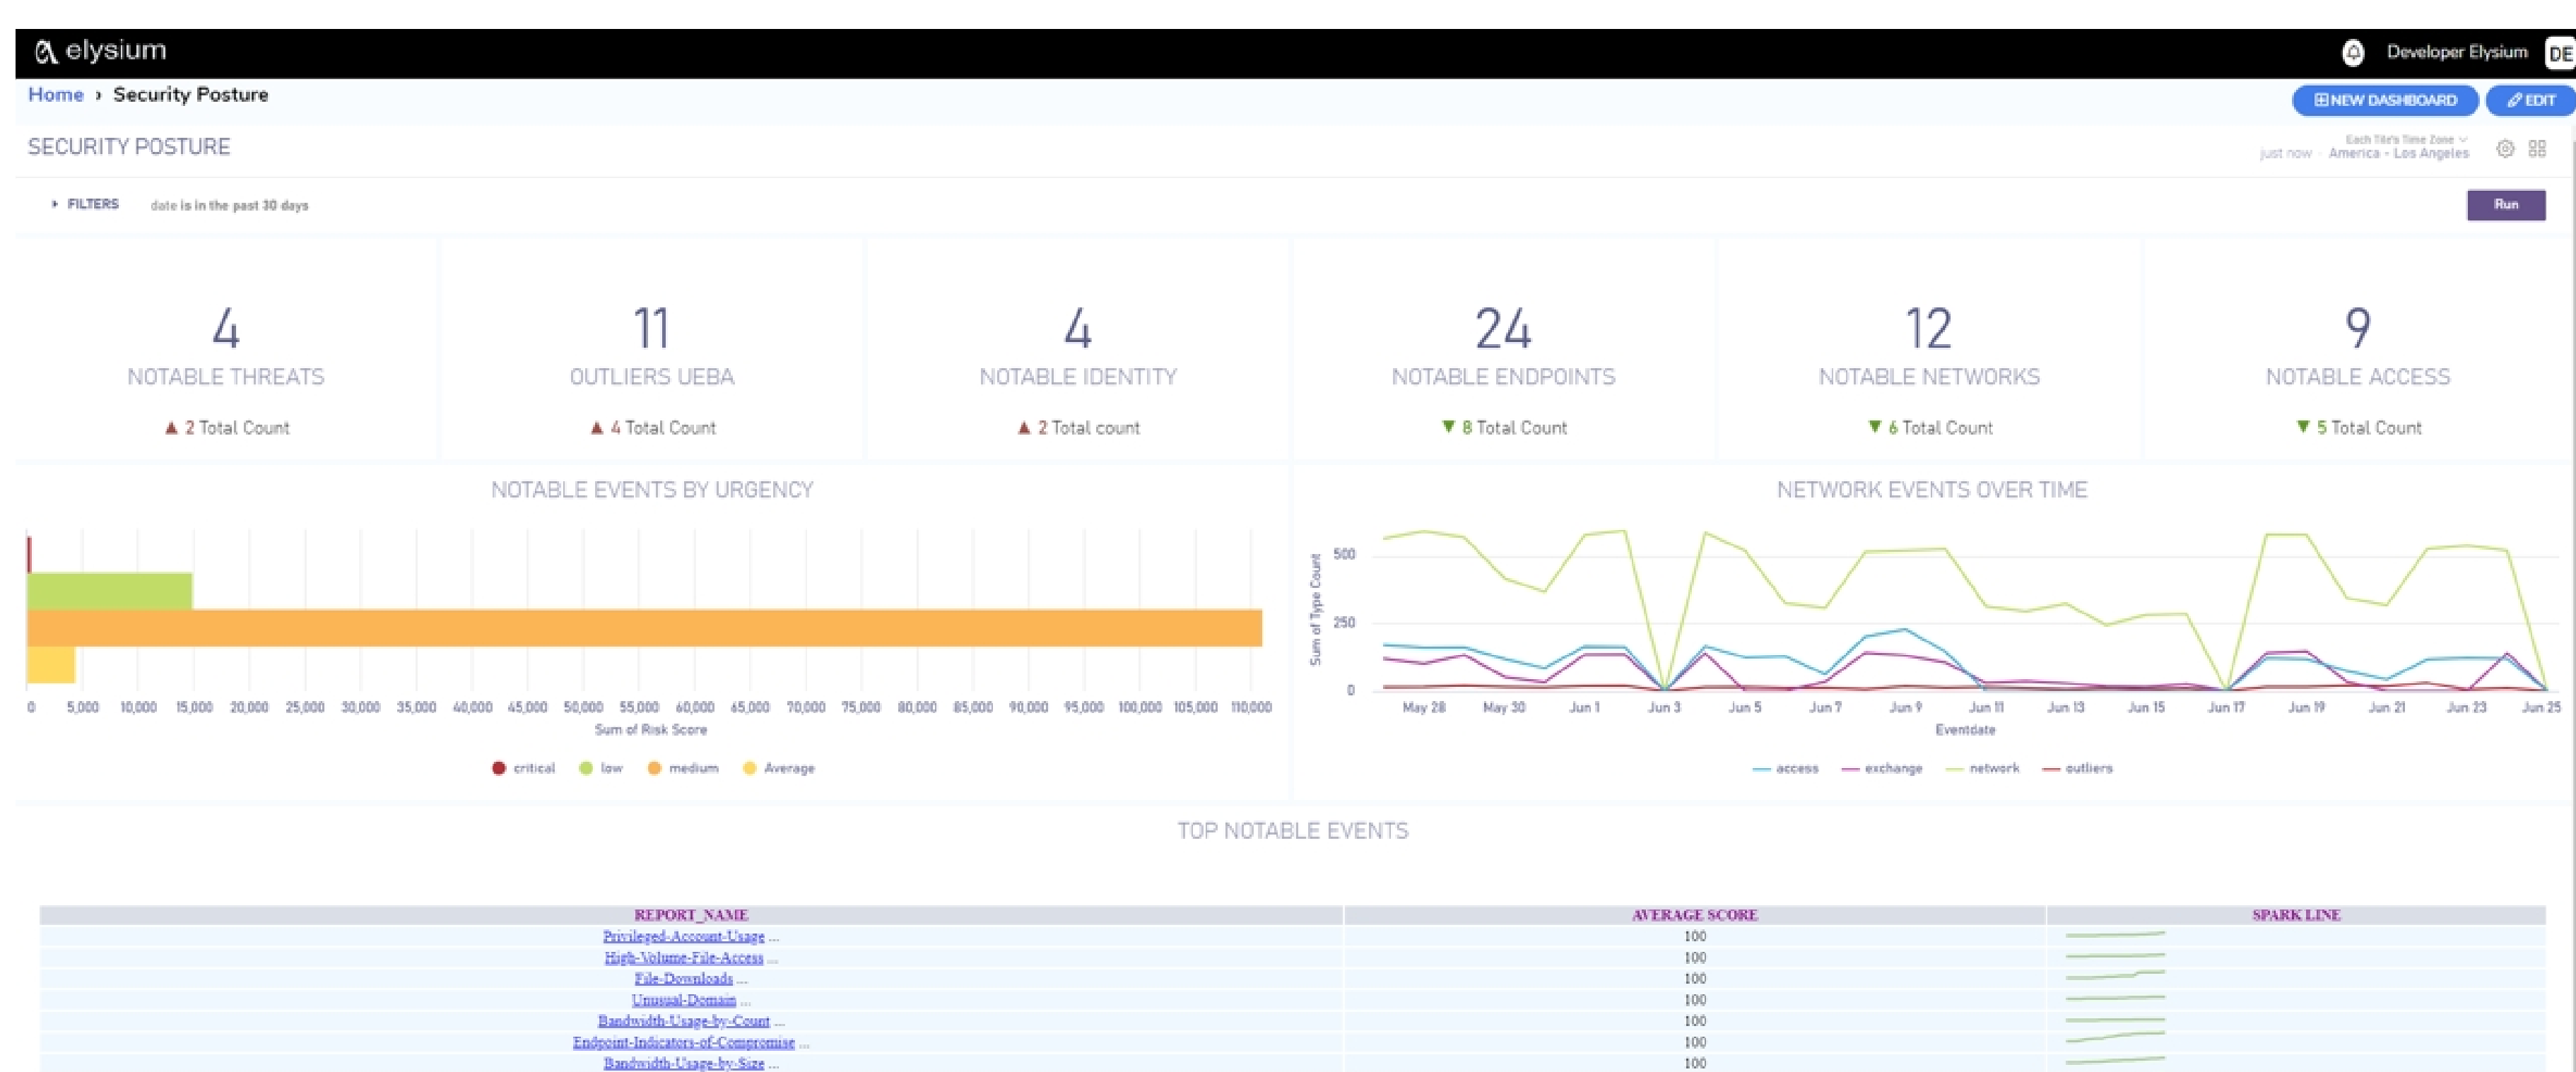 elysium
Developer Elysium DE
Home › Security Posture
NEW DASHBOARD EDIT
SECURITY POSTURE
Each Tile's Time Zone
just now · America - Los Angeles
FILTERS date is in the past 30 days
Run
4 11 4 24 12 9
NOTABLE THREATS OUTLIERS UEBA NOTABLE IDENTITY NOTABLE ENDPOINTS NOTABLE NETWORKS NOTABLE ACCESS
▲ 2 Total Count ▲ 4 Total Count ▲ 2 Total count ▼ 8 Total Count ▼ 6 Total Count ▼ 5 Total Count
NOTABLE EVENTS BY URGENCY
0 5,000 10,000 15,000 20,000 25,000 30,000 35,000 40,000 45,000 50,000 55,000 60,000 65,000 70,000 75,000 80,000 85,000 90,000 95,000 100,000 105,000 110,000
Sum of Risk Score
critical low medium Average
NETWORK EVENTS OVER TIME
Sum of Type Count
500
250
0
May 28 May 30 Jun 1 Jun 3 Jun 5 Jun 7 Jun 9 Jun 11 Jun 13 Jun 15 Jun 17 Jun 19 Jun 21 Jun 23 Jun 25
Eventdate
access exchange network outliers
TOP NOTABLE EVENTS
REPORT_NAME AVERAGE SCORE SPARK LINE
Privileged-Account-Usage ... 100
High-Volume-File-Access ... 100
File-Downloads ... 100
Unusual-Domain ... 100
Bandwidth-Usage-by-Count ... 100
Endpoint-Indicators-of-Compromise ... 100
Bandwidth-Usage-by-Size ... 100